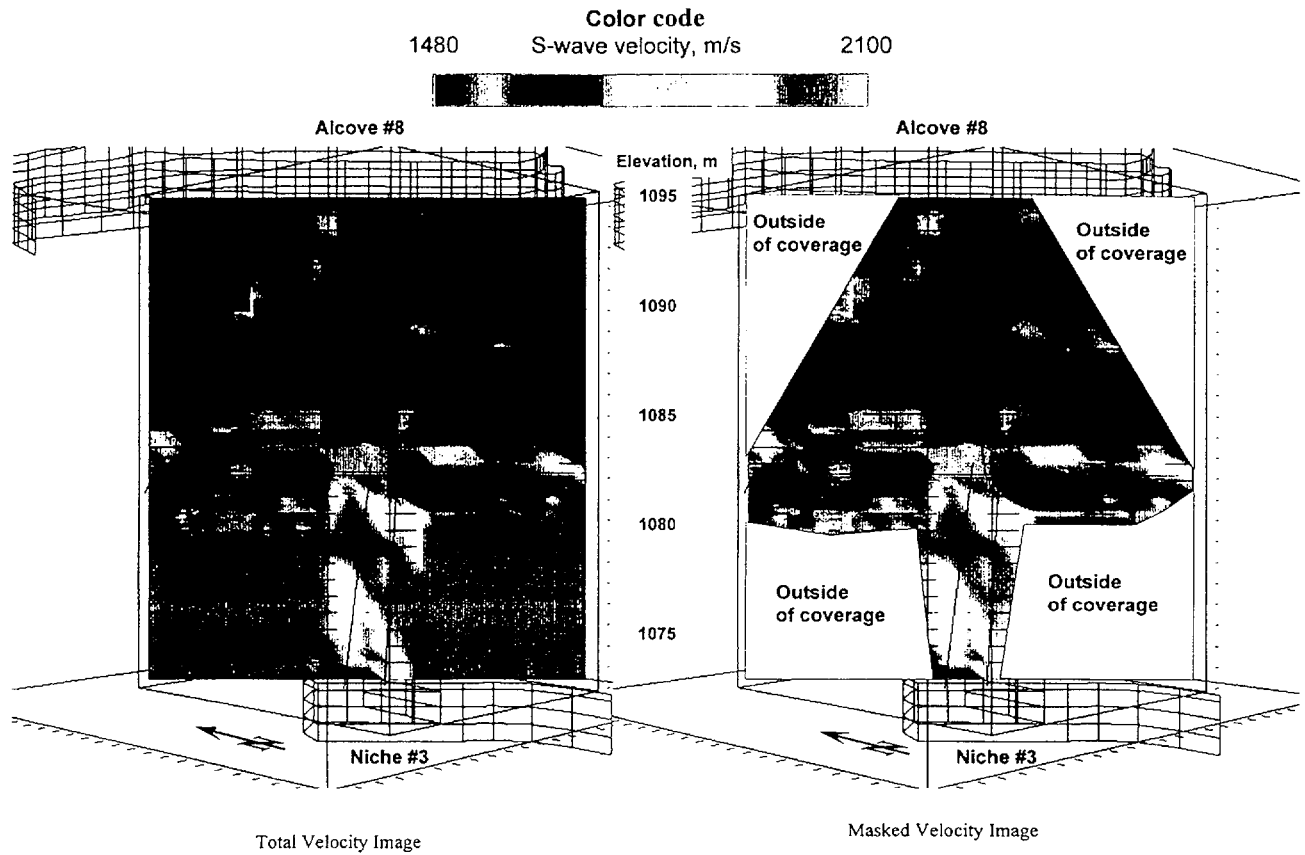 Color code
1480 S-wave velocity, m/s 2100
Alcove #8
Alcove #8
Elevation, m
1095
1090
1085
1080
1075
Outside
of coverage
Outside
of coverage
Outside
of coverage
Outside
of coverage
Niche #3
Niche #3
Total Velocity Image
Masked Velocity Image